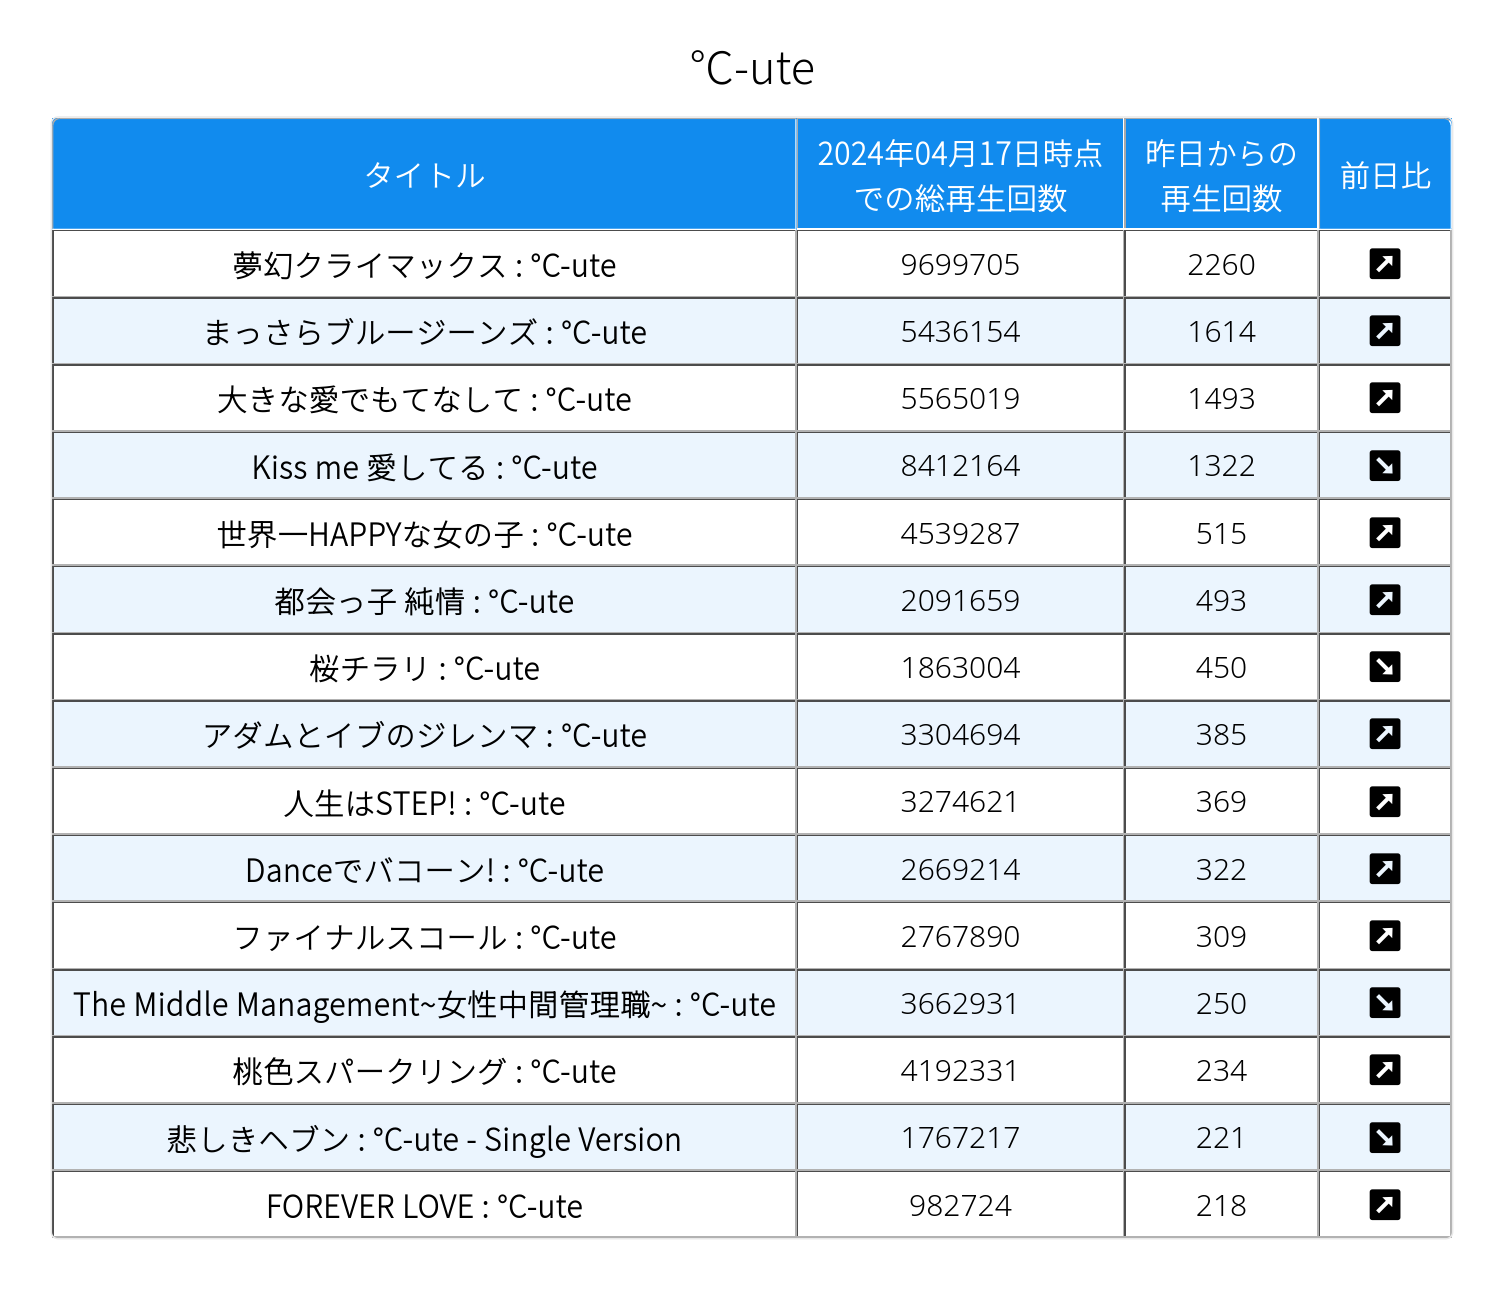 ℃-ute
タイトル 2024年04月17日時点 昨日からの 前日比
での総再生回数 再生回数
夢幻クライマックス : ℃-ute 9699705 2260 ↗
まっさらブルージーンズ : ℃-ute 5436154 1614 ↗
大きな愛でもてなして : ℃-ute 5565019 1493 ↗
Kiss me 愛してる : ℃-ute 8412164 1322 ↘
世界一HAPPYな女の子 : ℃-ute 4539287 515 ↗
都会っ子 純情 : ℃-ute 2091659 493 ↗
桜チラリ : ℃-ute 1863004 450 ↘
アダムとイブのジレンマ : ℃-ute 3304694 385 ↗
人生はSTEP! : ℃-ute 3274621 369 ↗
Danceでバコーン! : ℃-ute 2669214 322 ↗
ファイナルスコール : ℃-ute 2767890 309 ↗
The Middle Management~女性中間管理職~ : ℃-ute 3662931 250 ↘
桃色スパークリング : ℃-ute 4192331 234 ↗
悲しきヘブン : ℃-ute - Single Version 1767217 221 ↘
FOREVER LOVE : ℃-ute 982724 218 ↗